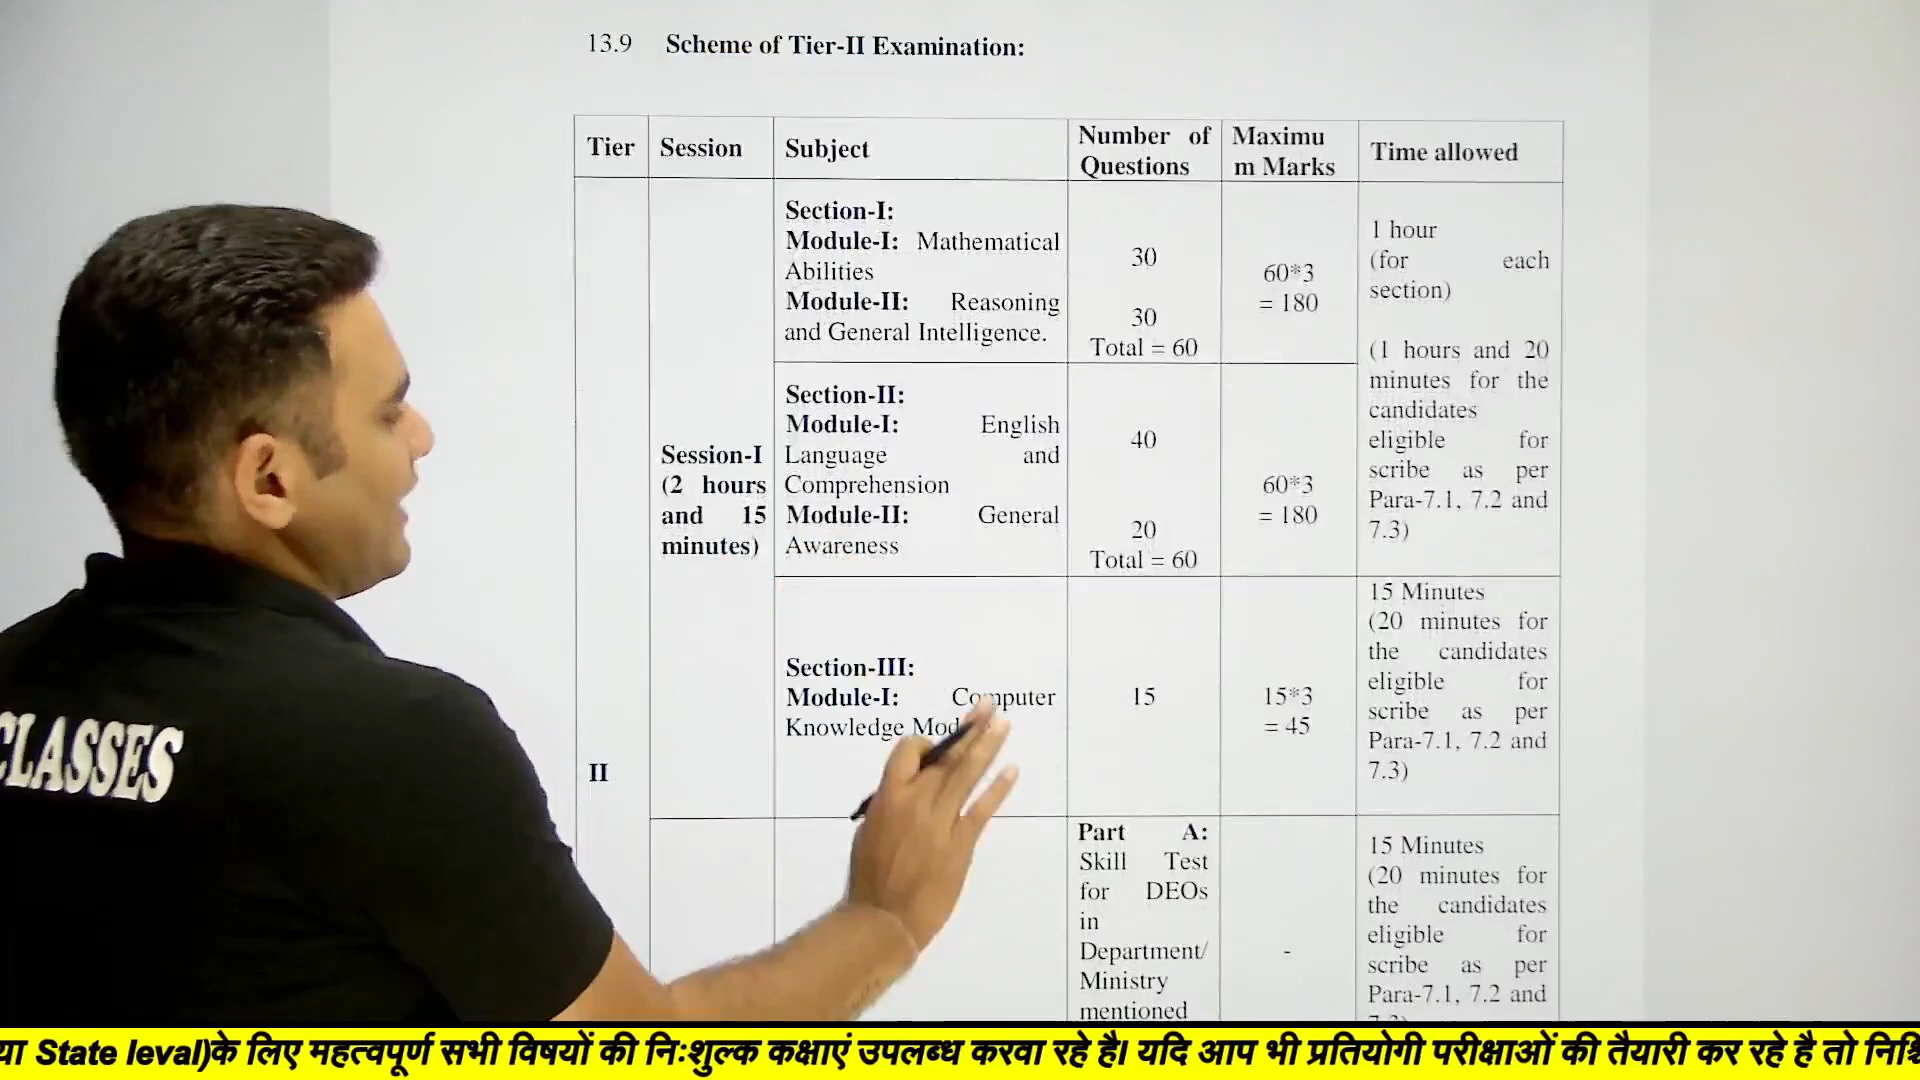 13.9 Scheme of Tier-II Examination:
Tier
Session
Subject
Number of
Questions
Maximu
m Marks
Time allowed
II
Session-I
(2 hours
and 15
minutes)
Section-I:
Module-I: Mathematical
Abilities
Module-II: Reasoning
and General Intelligence.
30
30
Total = 60
60*3
= 180
1 hour
(for each
section)
(1 hours and 20
minutes for the
candidates
eligible for
scribe as per
Para-7.1, 7.2 and
7.3)
Section-II:
Module-I: English
Language and
Comprehension
Module-II: General
Awareness
40
20
Total = 60
60*3
= 180
Section-III:
Module-I: Computer
Knowledge
15
15*3
= 45
15 Minutes
(20 minutes for
the candidates
eligible for
scribe as per
Para-7.1, 7.2 and
7.3)
Part A:
Skill Test
for DEOs
in
Department/
Ministry
mentioned
-
15 Minutes
(20 minutes for
the candidates
eligible for
scribe as per
Para-7.1, 7.2 and
CLASSES
या State leval)के लिए महत्वपूर्ण सभी विषयों की निःशुल्क कक्षाएं उपलब्ध करवा रहे है। यदि आप भी प्रतियोगी परीक्षाओं की तैयारी कर रहे है तो